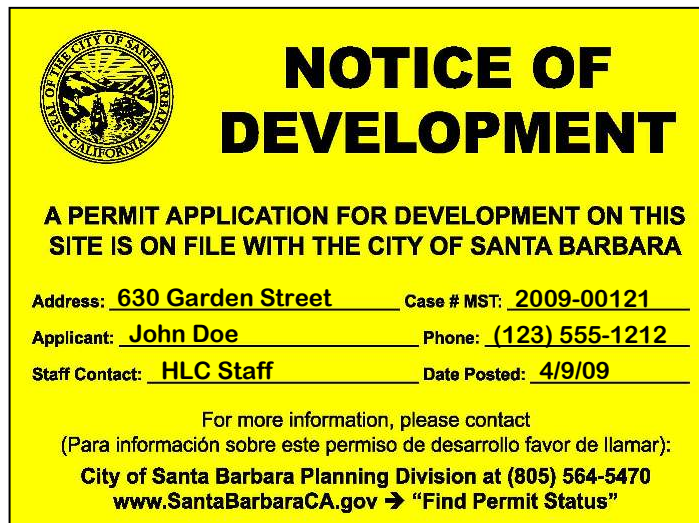 SEAL OF THE CITY OF SANTA BARBARA
• CALIFORNIA •
NOTICE OF
DEVELOPMENT
A PERMIT APPLICATION FOR DEVELOPMENT ON THIS
SITE IS ON FILE WITH THE CITY OF SANTA BARBARA
Address: 630 Garden Street Case # MST: 2009-00121
Applicant: John Doe Phone: (123) 555-1212
Staff Contact: HLC Staff Date Posted: 4/9/09
For more information, please contact
(Para información sobre este permiso de desarrollo favor de llamar):
City of Santa Barbara Planning Division at (805) 564-5470
www.SantaBarbaraCA.gov → “Find Permit Status”